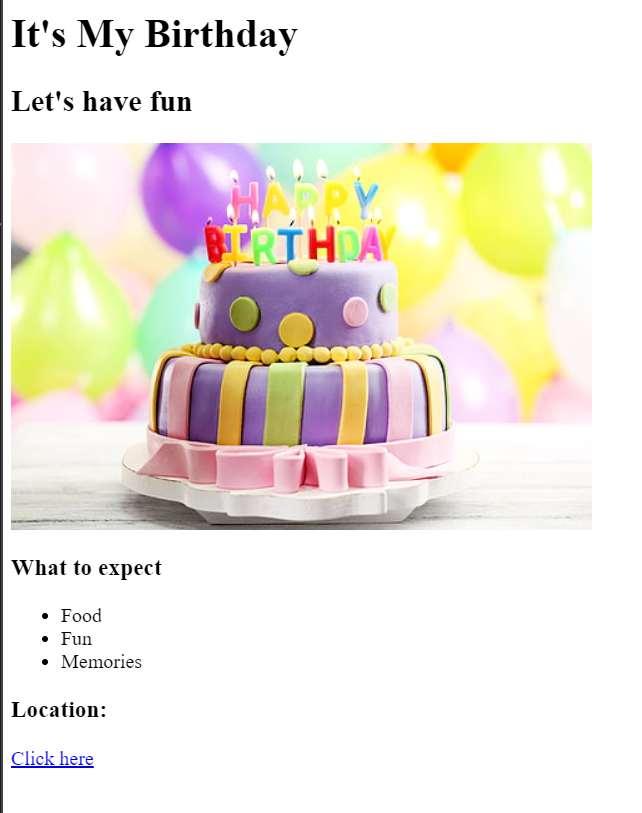 It's My Birthday
Let's have fun
HAPPY
BIRTHDAY
What to expect
Food
Fun
Memories
Location:
Click here